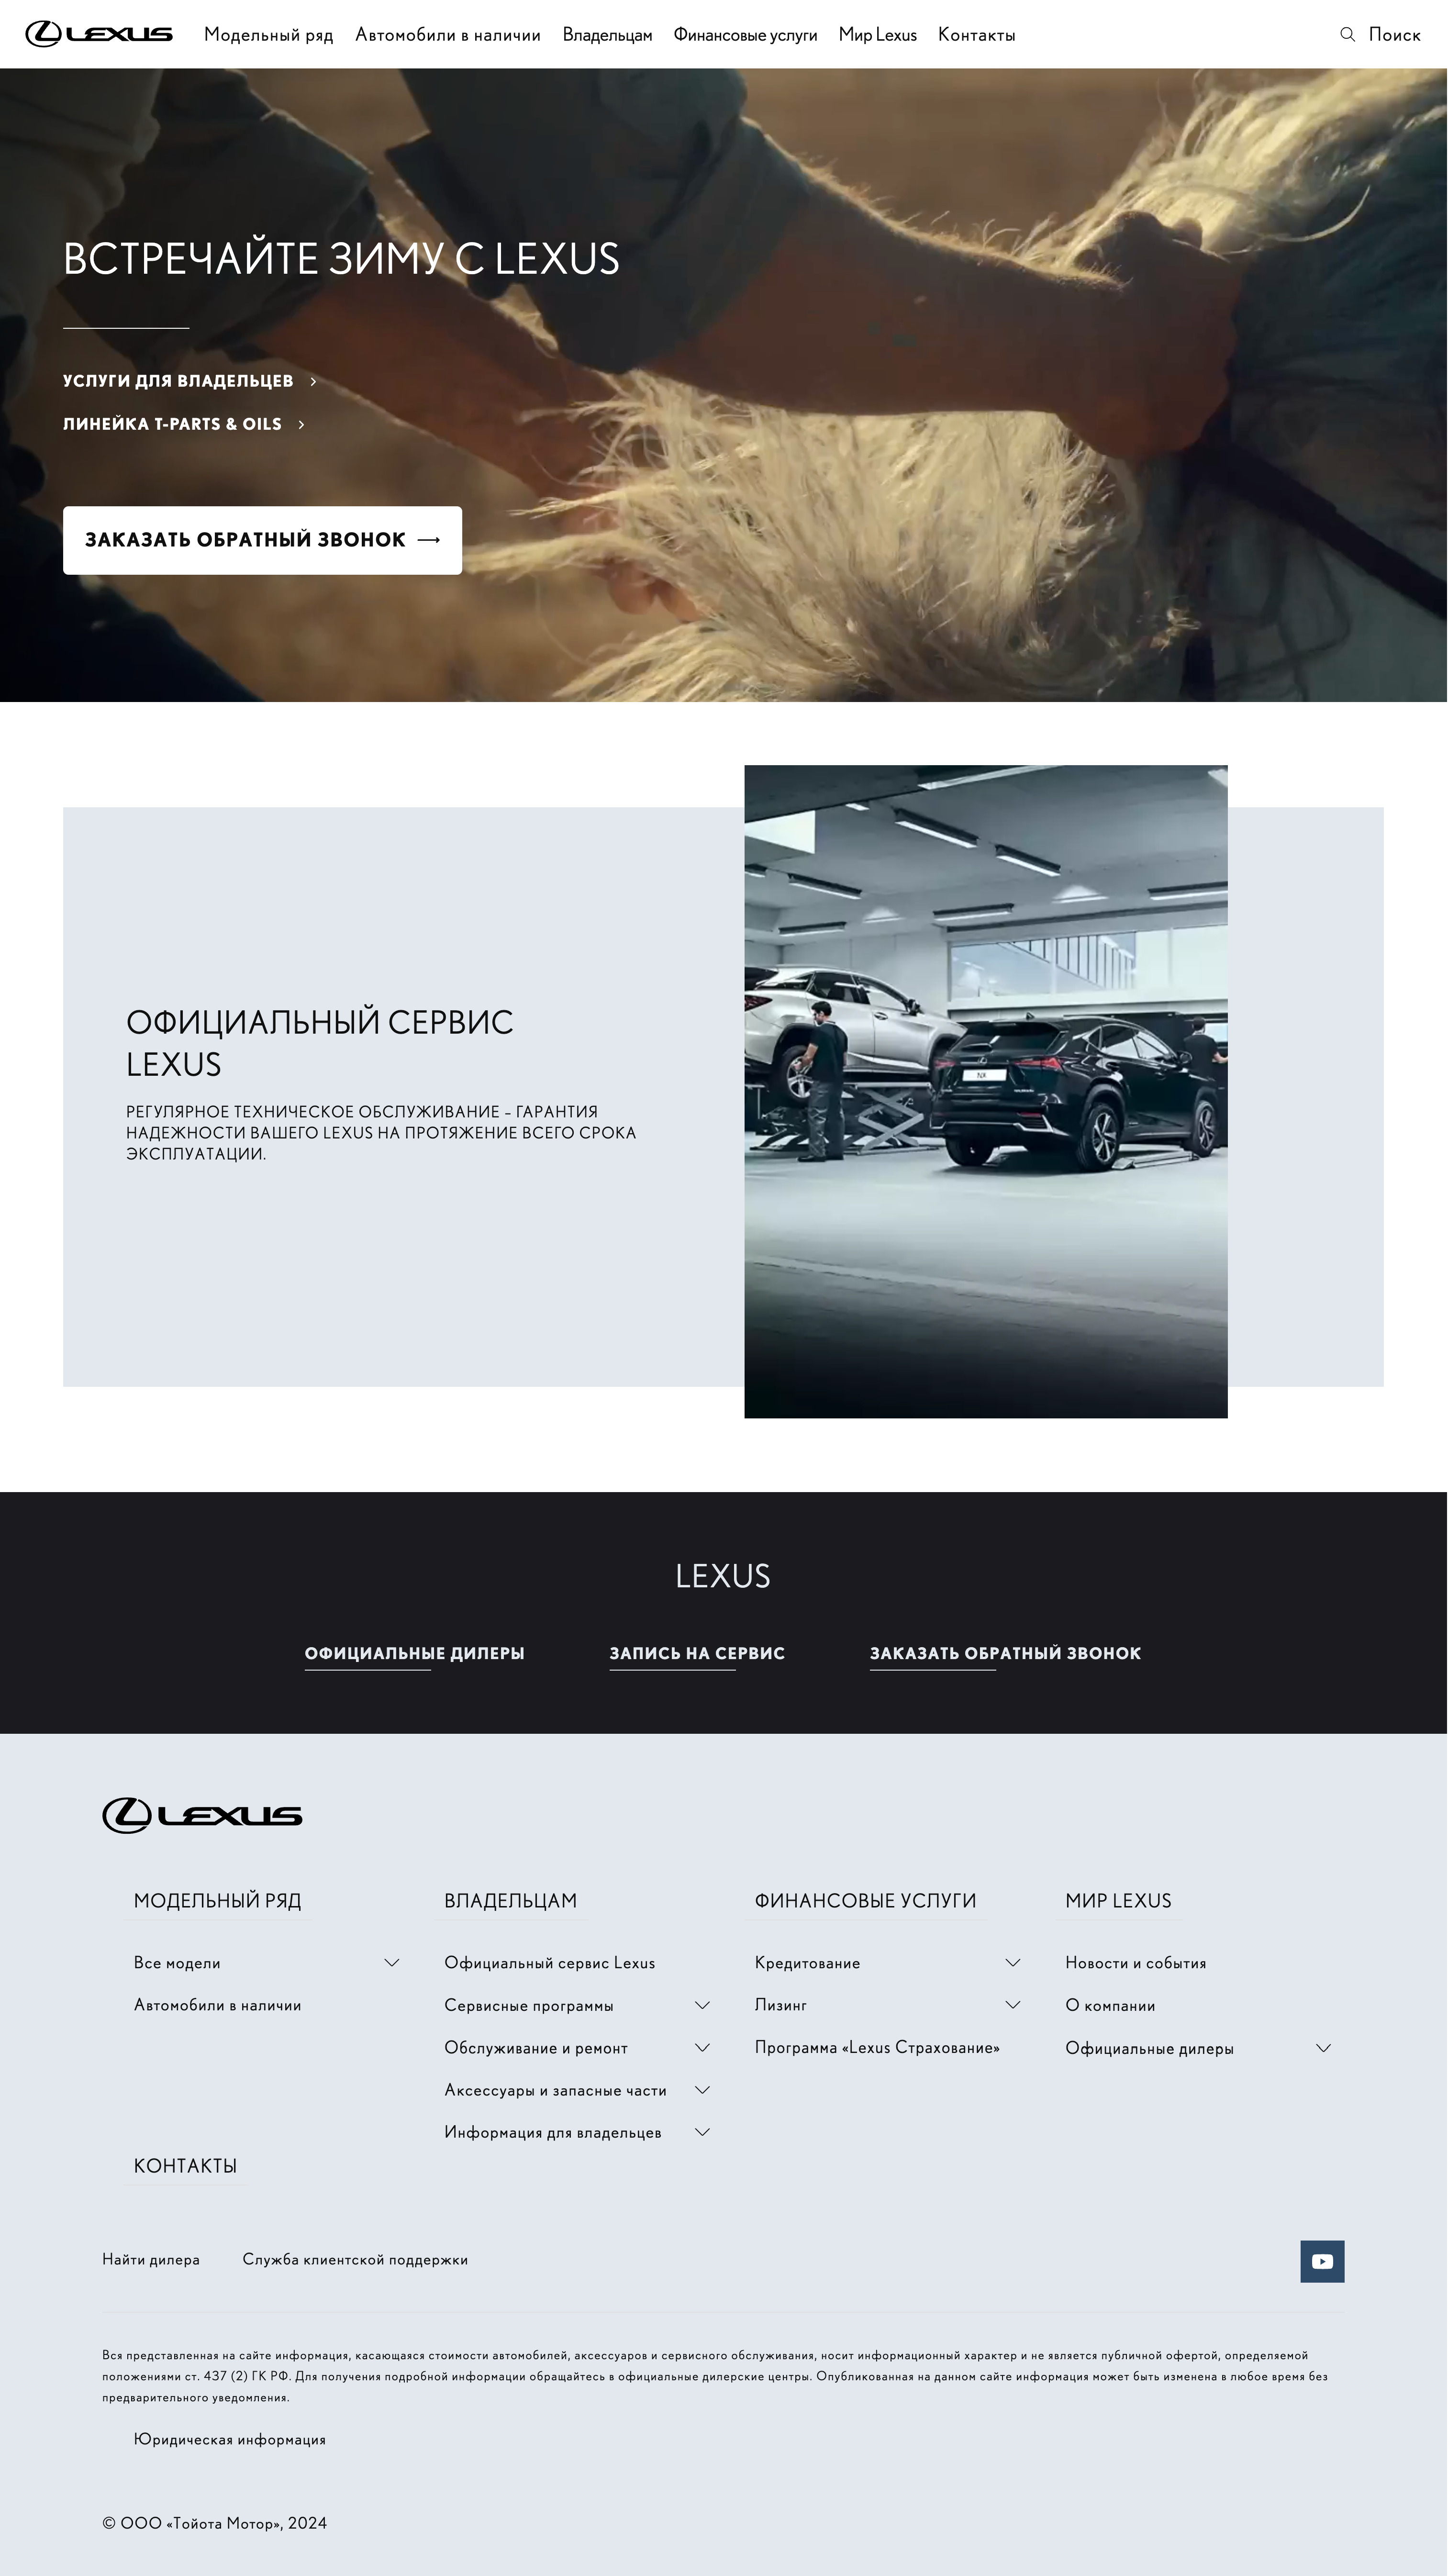 LEXUS
Модельный ряд
Автомобили в наличии
Владельцам
Финансовые услуги
Мир Lexus
Контакты
Поиск
ВСТРЕЧАЙТЕ ЗИМУ С LEXUS
УСЛУГИ ДЛЯ ВЛАДЕЛЬЦЕВ
ЛИНЕЙКА T-PARTS & OILS
ЗАКАЗАТЬ ОБРАТНЫЙ ЗВОНОК
ОФИЦИАЛЬНЫЙ СЕРВИС
LEXUS
РЕГУЛЯРНОЕ ТЕХНИЧЕСКОЕ ОБСЛУЖИВАНИЕ – ГАРАНТИЯ
НАДЕЖНОСТИ ВАШЕГО LEXUS НА ПРОТЯЖЕНИЕ ВСЕГО СРОКА
ЭКСПЛУАТАЦИИ.
NX
LEXUS
ОФИЦИАЛЬНЫЕ ДИЛЕРЫ
ЗАПИСЬ НА СЕРВИС
ЗАКАЗАТЬ ОБРАТНЫЙ ЗВОНОК
LEXUS
МОДЕЛЬНЫЙ РЯД
Все модели
Автомобили в наличии
ВЛАДЕЛЬЦАМ
Официальный сервис Lexus
Сервисные программы
Обслуживание и ремонт
Аксессуары и запасные части
Информация для владельцев
ФИНАНСОВЫЕ УСЛУГИ
Кредитование
Лизинг
Программа «Lexus Страхование»
МИР LEXUS
Новости и события
О компании
Официальные дилеры
КОНТАКТЫ
Найти дилера
Служба клиентской поддержки
Вся представленная на сайте информация, касающаяся стоимости автомобилей, аксессуаров и сервисного обслуживания, носит информационный характер и не является публичной офертой, определяемой
положениями ст. 437 (2) ГК РФ. Для получения подробной информации обращайтесь в официальные дилерские центры. Опубликованная на данном сайте информация может быть изменена в любое время без
предварительного уведомления.
Юридическая информация
© ООО «Тойота Мотор», 2024